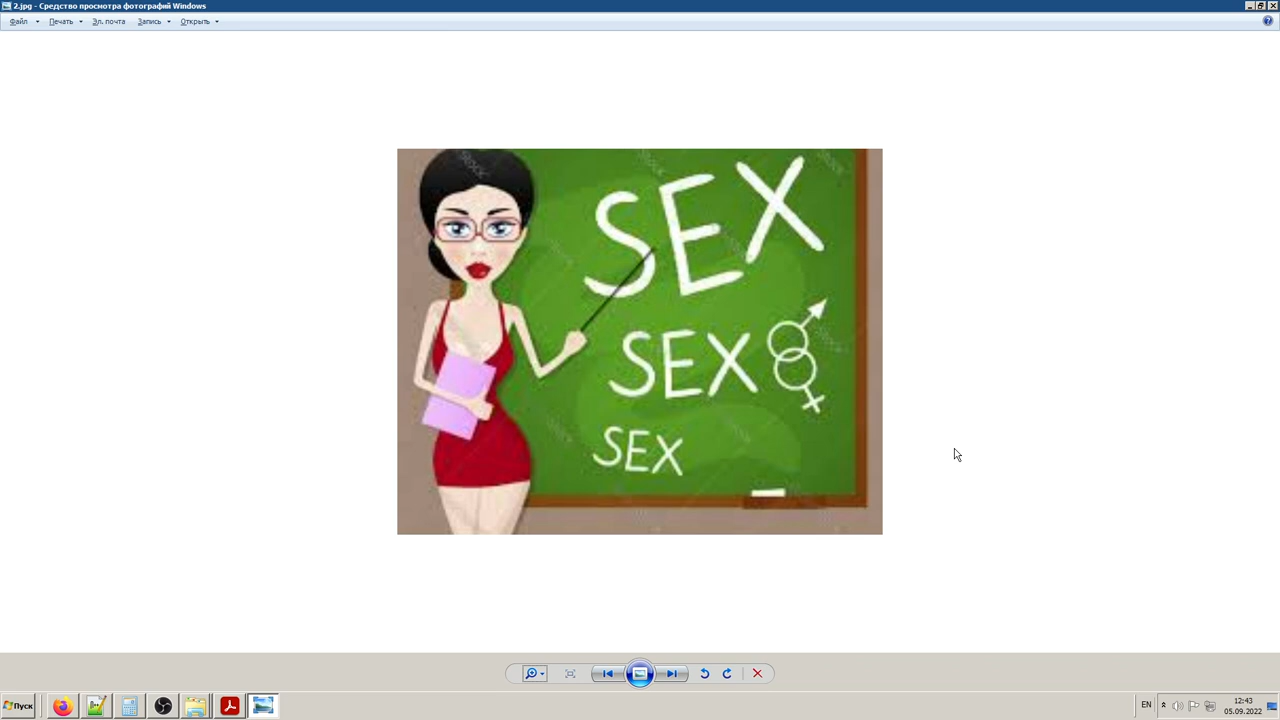 2.jpg - Средство просмотра фотографий Windows
Файл Печать Эл. почта Запись Открыть
SEX
SEX
SEX
Пуск
EN
12:43
05.09.2022